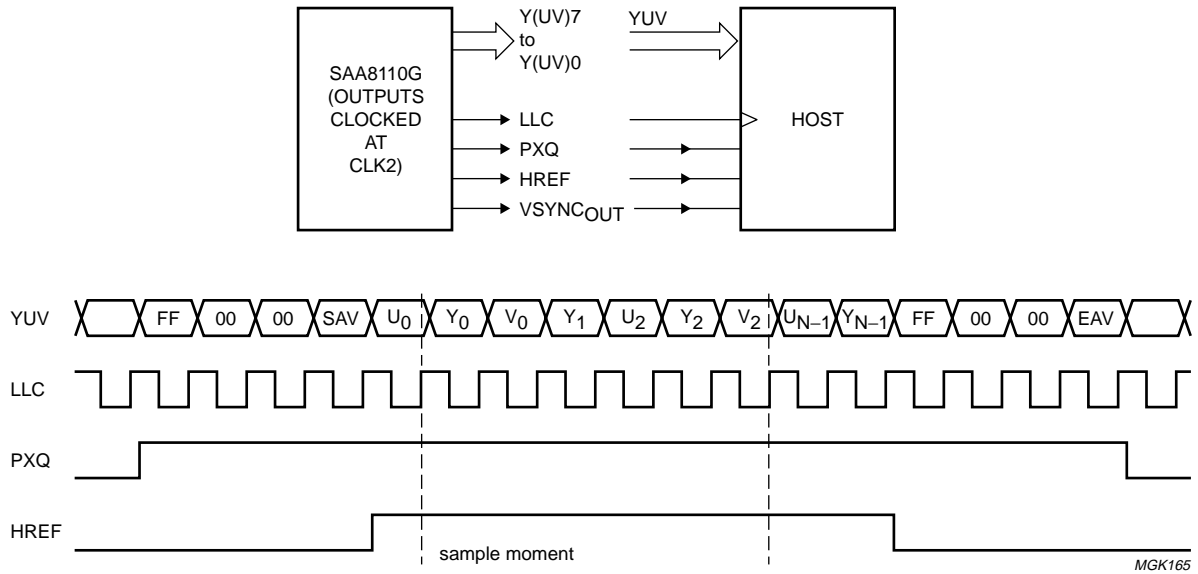 SAA8110G
(OUTPUTS
CLOCKED
AT
CLK2)
Y(UV)7
to
Y(UV)0
YUV
LLC
PXQ
HREF
VSYNCOUT
HOST
YUV FF 00 00 SAV U0 Y0 V0 Y1 U2 Y2 V2 UN–1 YN–1 FF 00 00 EAV
LLC
PXQ
HREF
sample moment
MGK165